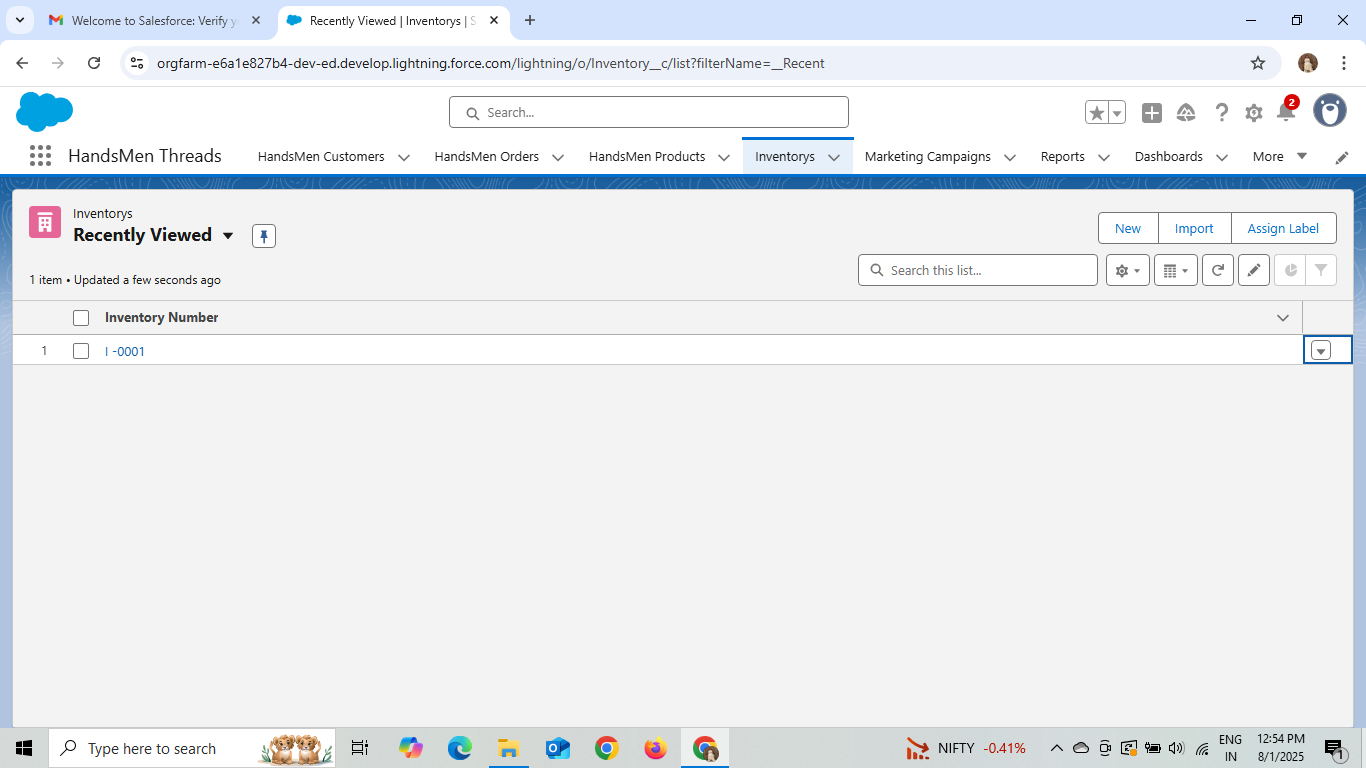 Welcome to Salesforce: Verify y
Recently Viewed | Inventorys | S
orgfarm-e6a1e827b4-dev-ed.develop.lightning.force.com/lightning/o/Inventory__c/list?filterName=__Recent
Search...
2
HandsMen Threads
HandsMen Customers
HandsMen Orders
HandsMen Products
Inventorys
Marketing Campaigns
Reports
Dashboards
More
Inventorys
Recently Viewed
New
Import
Assign Label
1 item • Updated a few seconds ago
Search this list...
Inventory Number
1
I -0001
Type here to search
NIFTY -0.41%
ENG
IN
12:54 PM
8/1/2025
1